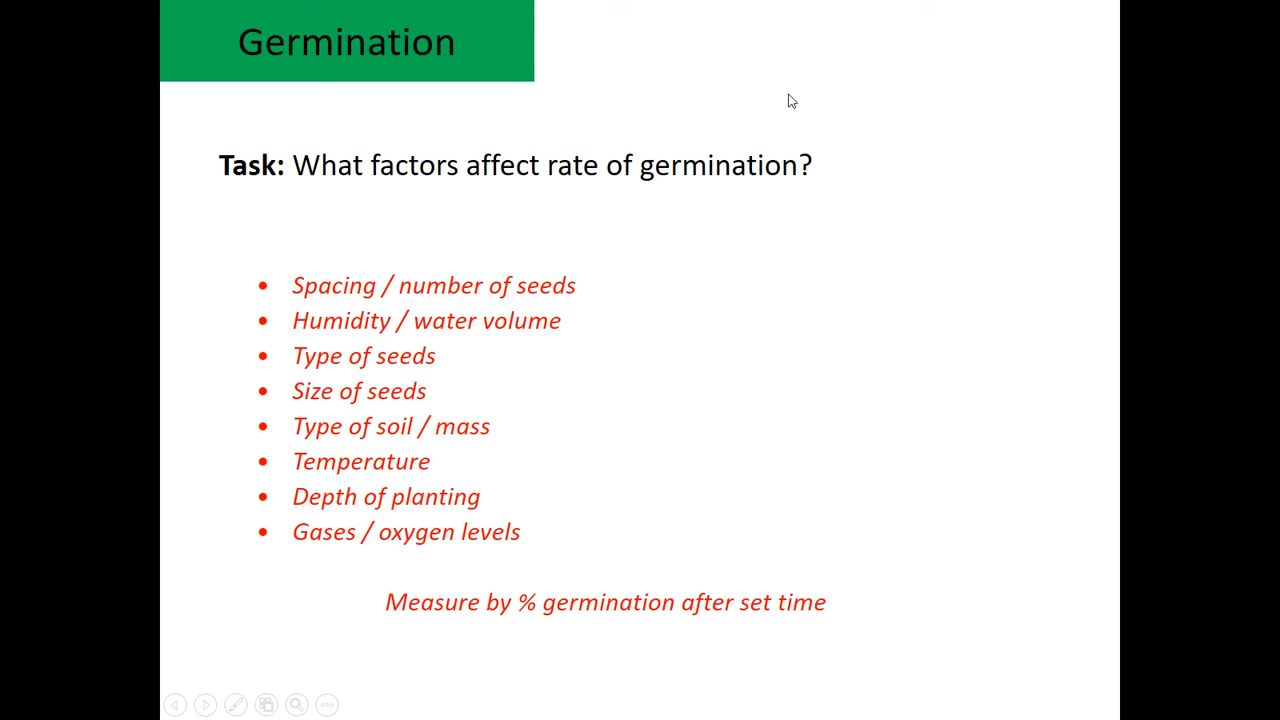 Germination
Task: What factors affect rate of germination?
• Spacing / number of seeds
• Humidity / water volume
• Type of seeds
• Size of seeds
• Type of soil / mass
• Temperature
• Depth of planting
• Gases / oxygen levels
Measure by % germination after set time